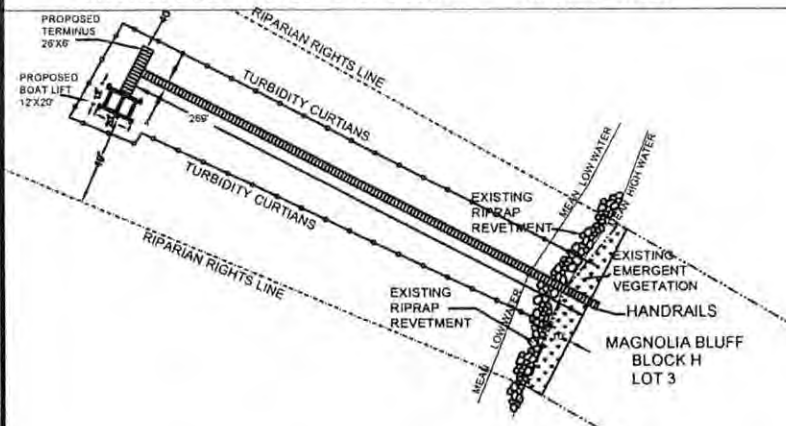 PROPOSED
TERMINUS
26'X6'
PROPOSED
BOAT LIFT
12'X20'
RIPARIAN RIGHTS LINE
TURBIDITY CURTIANS
269'
TURBIDITY CURTIANS
RIPARIAN RIGHTS LINE
MEAN LOW WATER
MEAN HIGH WATER
EXISTING
RIPRAP
REVETMENT
EXISTING
EMERGENT
VEGETATION
EXISTING
RIPRAP
REVETMENT
MEAN LOW WATER
HANDRAILS
MAGNOLIA BLUFF
BLOCK H
LOT 3